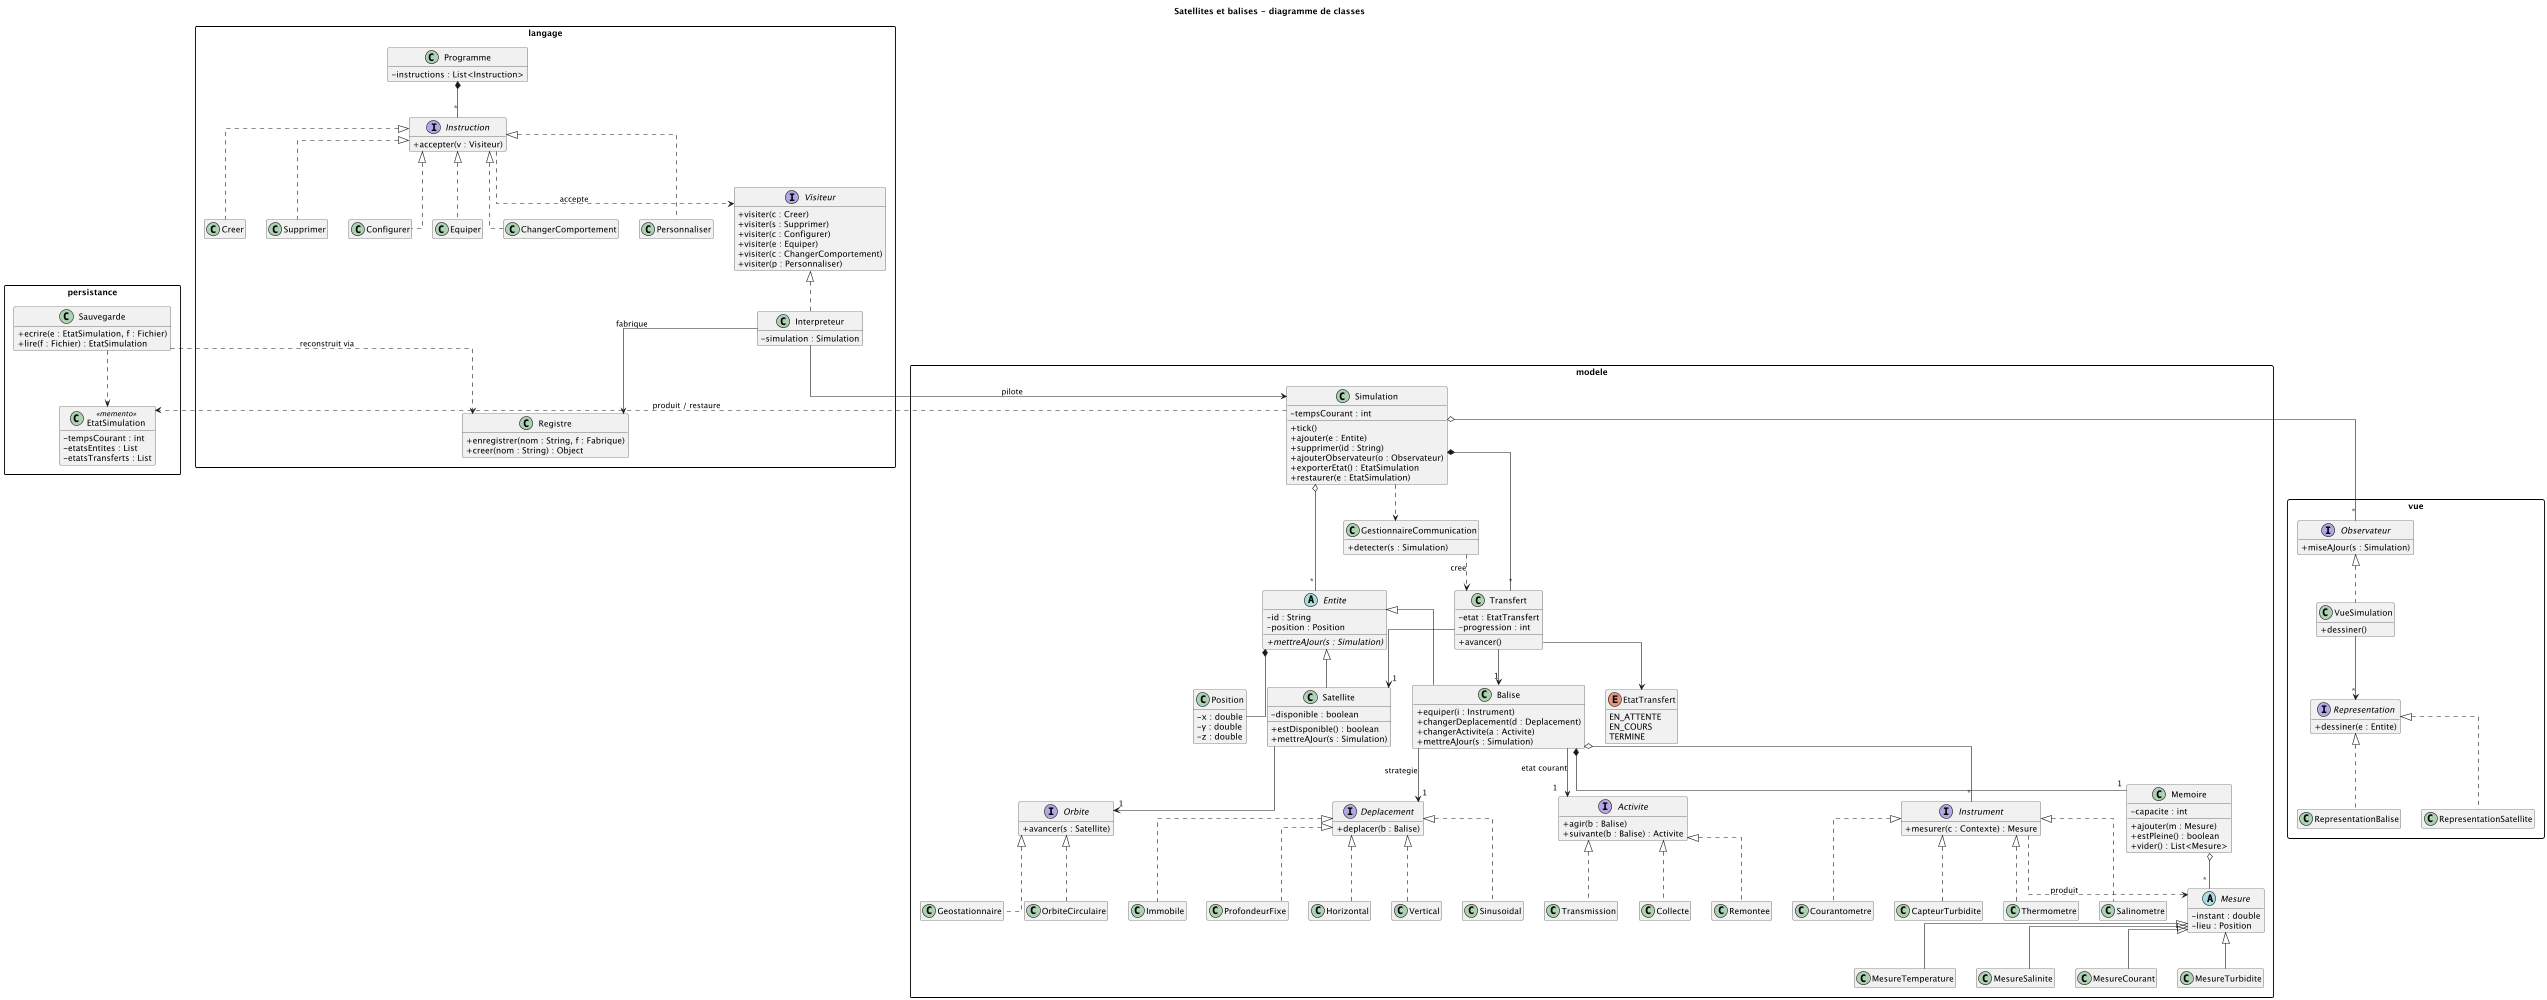 Satellites et balises - diagramme de classes
langage
C Programme
-instructions : List<Instruction>
*
I Instruction
+accepter(v : Visiteur)
accepte
I Visiteur
+visiter(c : Creer)
+visiter(s : Supprimer)
+visiter(c : Configurer)
+visiter(e : Equiper)
+visiter(c : ChangerComportement)
+visiter(p : Personnaliser)
C Creer
C Supprimer
C Configurer
C Equiper
C ChangerComportement
C Personnaliser
C Interpreteur
-simulation : Simulation
fabrique
C Registre
+enregistrer(nom : String, f : Fabrique)
+creer(nom : String) : Object
persistance
C Sauvegarde
+ecrire(e : EtatSimulation, f : Fichier)
+lire(f : Fichier) : EtatSimulation
reconstruit via
C «memento»
EtatSimulation
-tempsCourant : int
-etatsEntites : List
-etatsTransferts : List
produit / restaure
pilote
modele
C Simulation
-tempsCourant : int
+tick()
+ajouter(e : Entite)
+supprimer(id : String)
+ajouterObservateur(o : Observateur)
+exporterEtat() : EtatSimulation
+restaurer(e : EtatSimulation)
C GestionnaireCommunication
+detecter(s : Simulation)
cree
*
*
A Entite
-id : String
-position : Position
+mettreAJour(s : Simulation)
C Transfert
-etat : EtatTransfert
-progression : int
+avancer()
1
1
C Position
-x : double
-y : double
-z : double
C Satellite
-disponible : boolean
+estDisponible() : boolean
+mettreAJour(s : Simulation)
C Balise
+equiper(i : Instrument)
+changerDeplacement(d : Deplacement)
+changerActivite(a : Activite)
+mettreAJour(s : Simulation)
E EtatTransfert
EN_ATTENTE
EN_COURS
TERMINE
strategie
etat courant
1
1
1
1
*
I Orbite
+avancer(s : Satellite)
I Deplacement
+deplacer(b : Balise)
I Activite
+agir(b : Balise)
+suivante(b : Balise) : Activite
I Instrument
+mesurer(c : Contexte) : Mesure
C Memoire
-capacite : int
+ajouter(m : Mesure)
+estPleine() : boolean
+vider() : List<Mesure>
produit
*
C Geostationnaire
C OrbiteCirculaire
C Immobile
C ProfondeurFixe
C Horizontal
C Vertical
C Sinusoidal
C Transmission
C Collecte
C Remontee
C Courantometre
C CapteurTurbidite
C Thermometre
C Salinometre
A Mesure
-instant : double
-lieu : Position
C MesureTemperature
C MesureSalinite
C MesureCourant
C MesureTurbidite
vue
*
I Observateur
+miseAJour(s : Simulation)
C VueSimulation
+dessiner()
*
I Representation
+dessiner(e : Entite)
C RepresentationBalise
C RepresentationSatellite